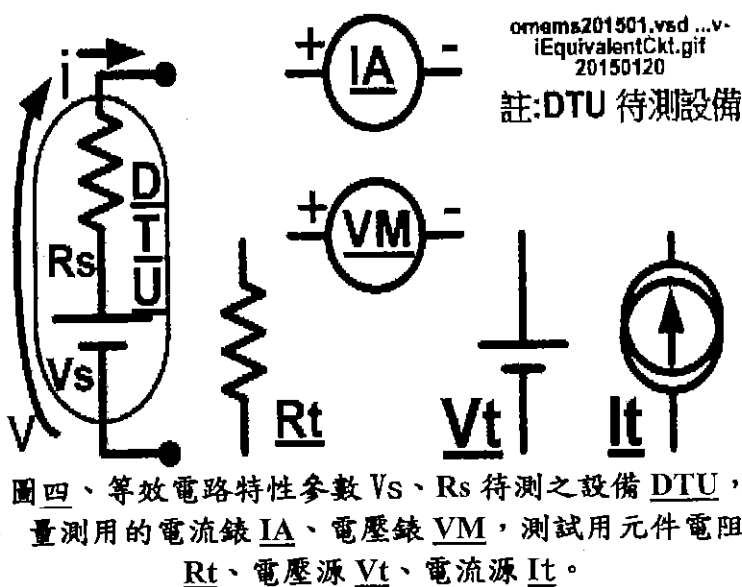 i
+ IA -
omems201501.vsd ...v-
iEquivalentCkt.gif
20150120
註:DTU 待測設備
DTU
Rs
Vs
V
+ VM -
Rt
Vt
It
圖四、等效電路特性參數 Vs、Rs 待測之設備 DTU，
量測用的電流錶 IA、電壓錶 VM，測試用元件電阻
Rt、電壓源 Vt、電流源 It。